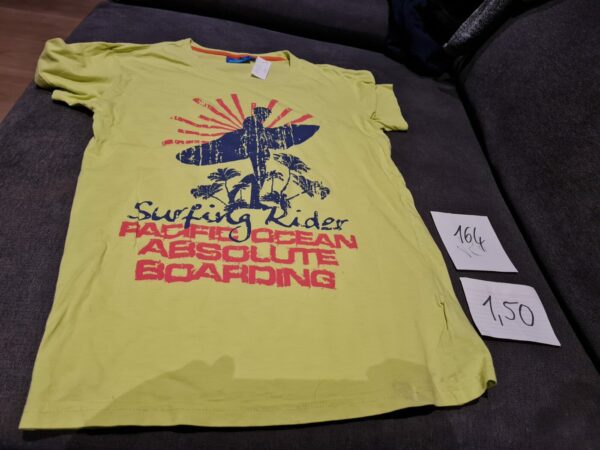 Surfing Rider
PACIFIC OCEAN
ABSOLUTE
BOARDING
164
1,50